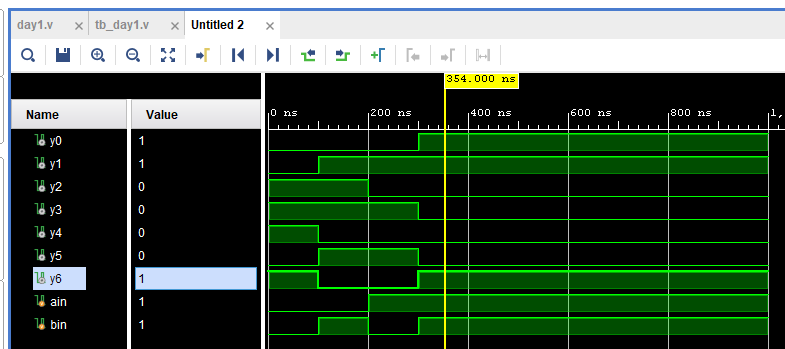 day1.v × tb_day1.v × Untitled 2 ×
354.000 ns
Name Value
0 ns 200 ns 400 ns 600 ns 800 ns 1,
y0 1
y1 1
y2 0
y3 0
y4 0
y5 0
y6 1
ain 1
bin 1